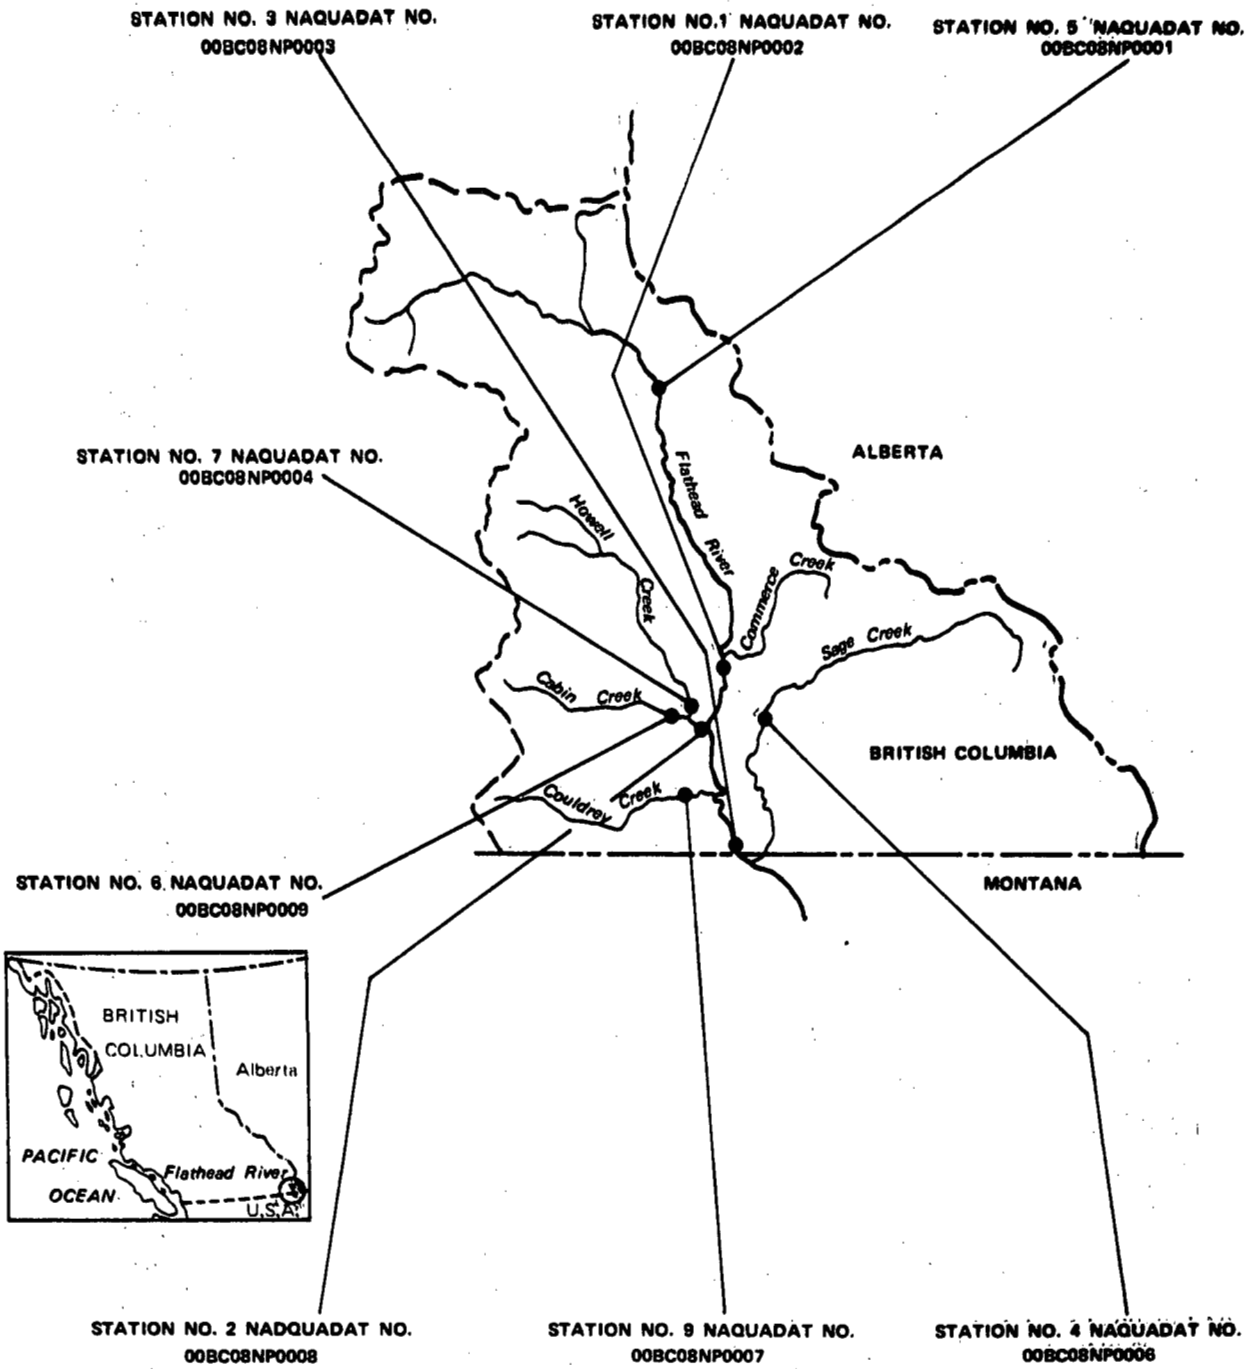 STATION NO. 3 NAQUADAT NO.
00BC08NP0003
STATION NO.1 NAQUADAT NO.
00BC08NP0002
STATION NO. 5 NAQUADAT NO.
00BC08NP0001
STATION NO. 7 NAQUADAT NO.
00BC08NP0004
ALBERTA
Flathead River
Howell Creek
Commerce Creek
Sage Creek
Cabin Creek
BRITISH COLUMBIA
Couldrey Creek
MONTANA
STATION NO. 6 NAQUADAT NO.
00BC08NP0009
BRITISH
COLUMBIA
Alberta
PACIFIC
OCEAN
Flathead River
U.S.A.
STATION NO. 2 NADQUADAT NO.
00BC08NP0008
STATION NO. 9 NAQUADAT NO.
00BC08NP0007
STATION NO. 4 NAQUADAT NO.
00BC08NP0006